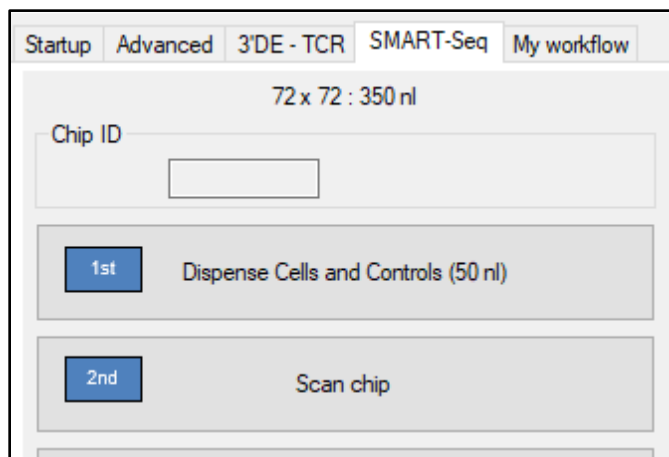 Startup Advanced 3'DE - TCR SMART-Seq My workflow
72 x 72 : 350 nl
Chip ID
1st Dispense Cells and Controls (50 nl)
2nd Scan chip